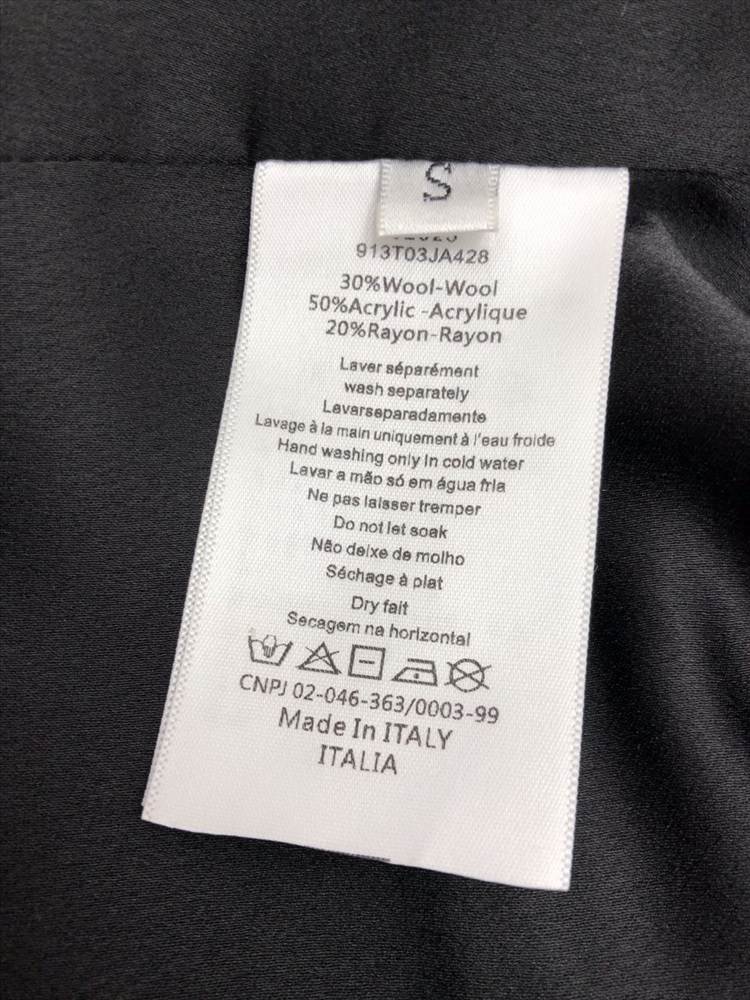 S
913T03JA428
30%Wool-Wool
50%Acrylic -Acrylique
20%Rayon-Rayon
Laver séparément
wash separately
Lavarseparadamente
Lavage à la main uniquement à l'eau froide
Hand washing only in cold water
Lavar a mão só em água fria
Ne pas laisser tremper
Do not let soak
Não deixe de molho
Séchage à plat
Dry fait
Secagem na horizontal
CNPJ 02-046-363/0003-99
Made In ITALY
ITALIA